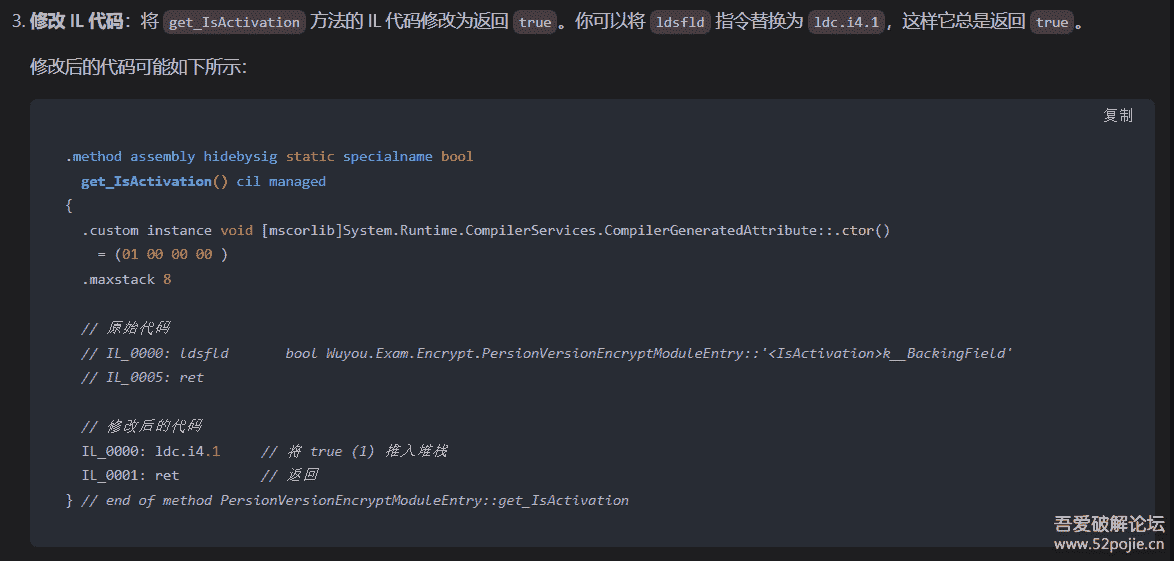 3. 修改 IL 代码：将 get_IsActivation 方法的 IL 代码修改为返回 true。你可以将 ldsfld 指令替换为 ldc.i4.1，这样它总是返回 true。
修改后的代码可能如下所示：
复制
.method assembly hidebysig static specialname bool
get_IsActivation() cil managed
{
.custom instance void [mscorlib]System.Runtime.CompilerServices.CompilerGeneratedAttribute::.ctor()
= (01 00 00 00 )
.maxstack 8
// 原始代码
// IL_0000: ldsfld bool Wuyou.Exam.Encrypt.PersionVersionEncryptModuleEntry::'<IsActivation>k__BackingField'
// IL_0005: ret
// 修改后的代码
IL_0000: ldc.i4.1 // 将 true (1) 推入堆栈
IL_0001: ret // 返回
} // end of method PersionVersionEncryptModuleEntry::get_IsActivation
吾爱破解论坛
www.52pojie.cn